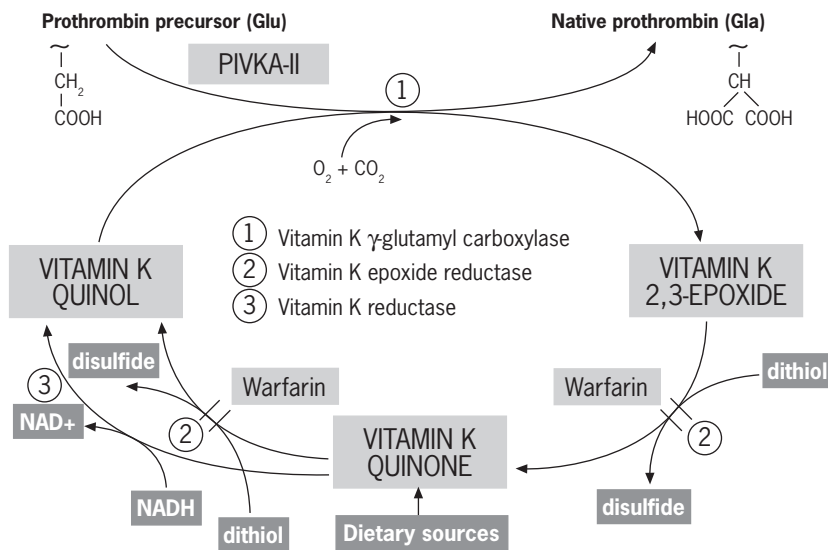 Prothrombin precursor (Glu)
Native prothrombin (Gla)
PIVKA-II
~
CH₂
COOH
~
CH
HOOC COOH
1
O₂ + CO₂
1 Vitamin K γ-glutamyl carboxylase
2 Vitamin K epoxide reductase
3 Vitamin K reductase
VITAMIN K
QUINOL
VITAMIN K
2,3-EPOXIDE
disulfide
3
Warfarin
Warfarin
dithiol
NAD+
2
VITAMIN K
QUINONE
2
NADH
dithiol
Dietary sources
disulfide